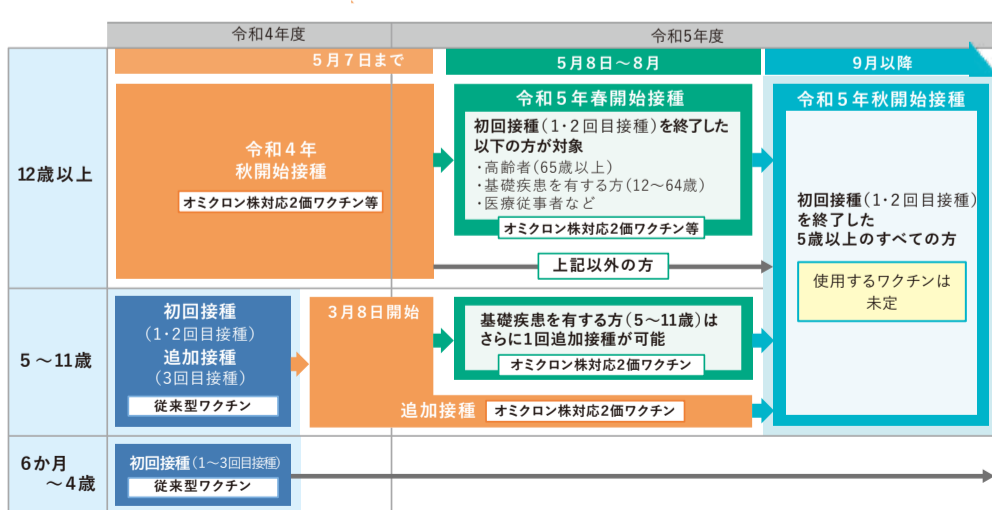 令和4年度
令和5年度
5月7日まで
5月8日～8月
9月以降
12歳以上
令和４年
秋開始接種
オミクロン株対応2価ワクチン等
令和５年春開始接種
初回接種(1・2回目接種)を終了した
以下の方が対象
・高齢者(65歳以上)
・基礎疾患を有する方(12～64歳)
・医療従事者など
オミクロン株対応2価ワクチン等
上記以外の方
令和５年秋開始接種
初回接種(1・2回目接種)
を終了した
5歳以上のすべての方
使用するワクチンは
未定
5～11歳
初回接種
(1・2回目接種)
追加接種
(3回目接種)
従来型ワクチン
3月8日開始
基礎疾患を有する方(5～11歳)は
さらに1回追加接種が可能
オミクロン株対応2価ワクチン
追加接種 オミクロン株対応2価ワクチン
6か月
～4歳
初回接種(1～3回目接種)
従来型ワクチン